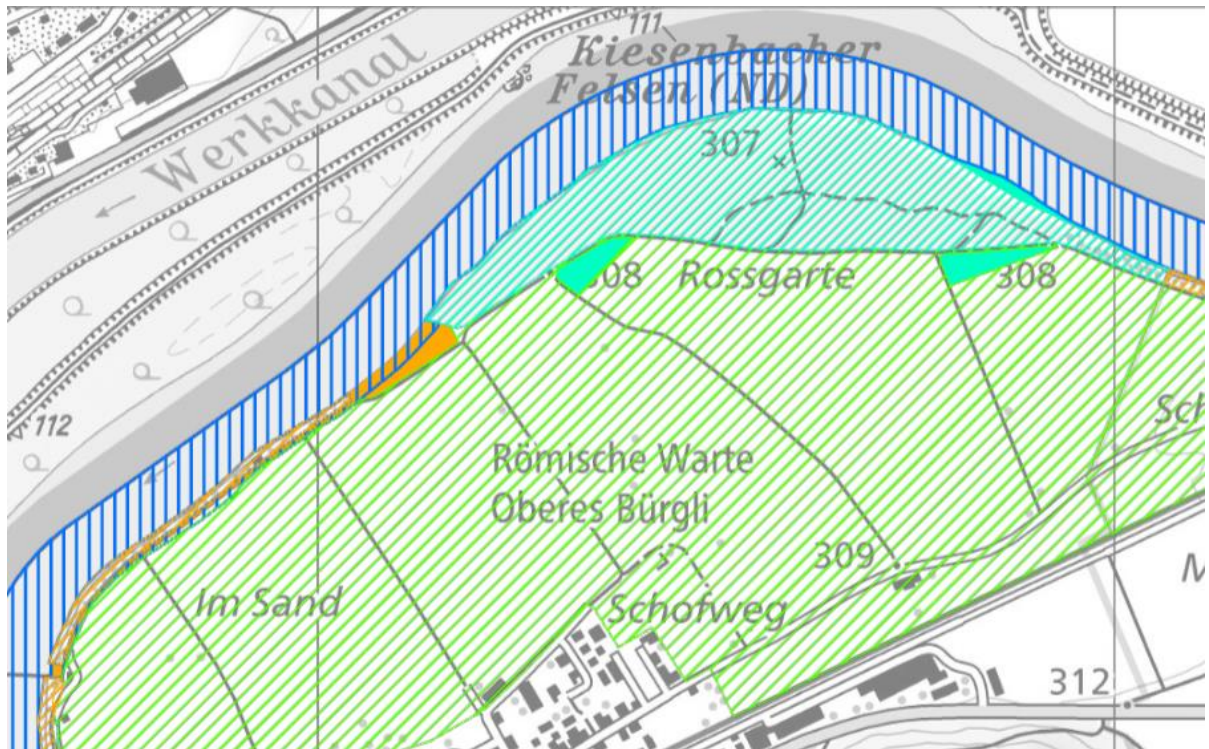 111
Kiesenbacher
Felsen (ND)
Werkkanal
307
308
Rossgarte
308
112
Sch
Römische Warte
Oberes Bürgli
309
M
Im Sand
Schofweg
312